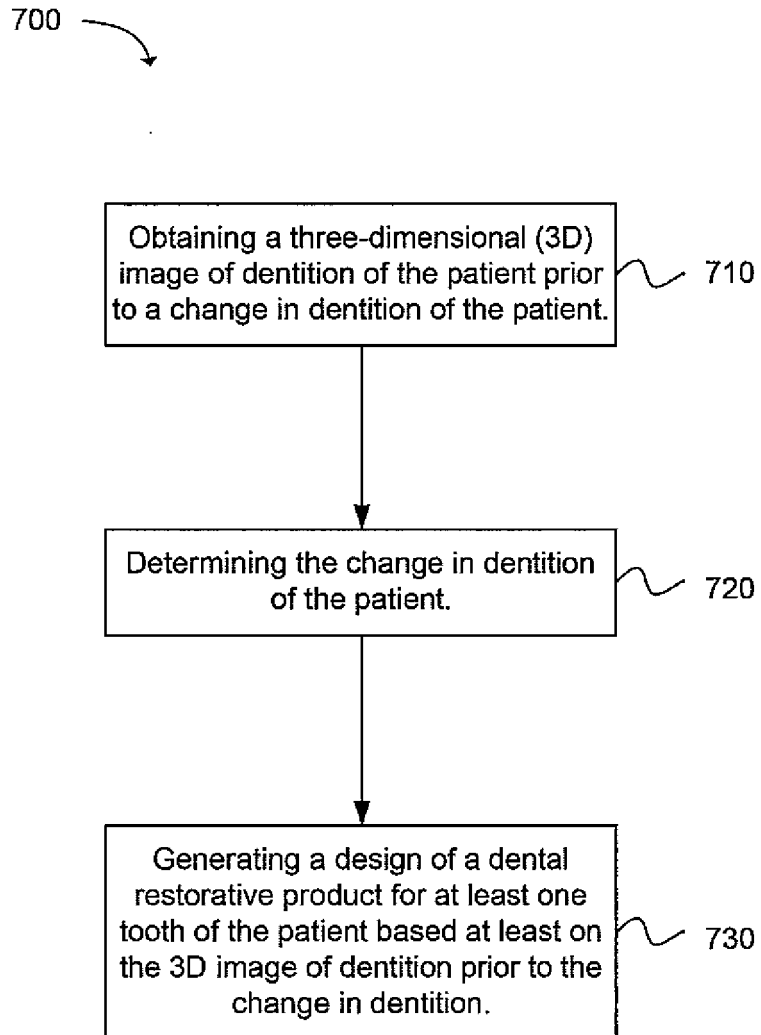 700
Obtaining a three-dimensional (3D)
image of dentition of the patient prior
to a change in dentition of the patient.
710
Determining the change in dentition
of the patient.
720
Generating a design of a dental
restorative product for at least one
tooth of the patient based at least on
the 3D image of dentition prior to the
change in dentition.
730